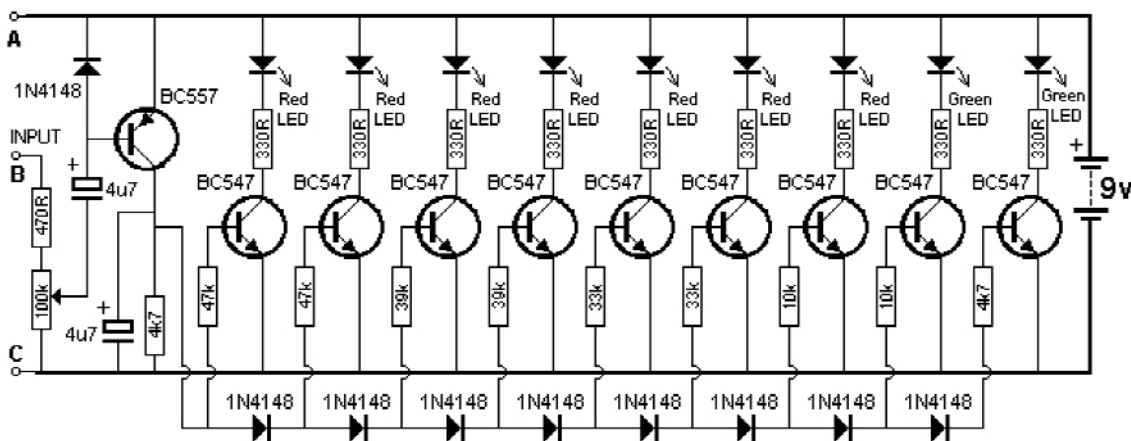 A
1N4148
BC557
INPUT
B
4u7
470R
100k
4u7
4k7
C
Red
LED
Red
LED
Red
LED
Red
LED
Red
LED
Red
LED
Red
LED
Green
LED
Green
LED
330R
330R
330R
330R
330R
330R
330R
330R
330R
BC547
BC547
BC547
BC547
BC547
BC547
BC547
BC547
BC547
+
+
+
9v
47k
47k
39k
39k
33k
33k
10k
10k
4k7
1N4148
1N4148
1N4148
1N4148
1N4148
1N4148
1N4148
1N4148